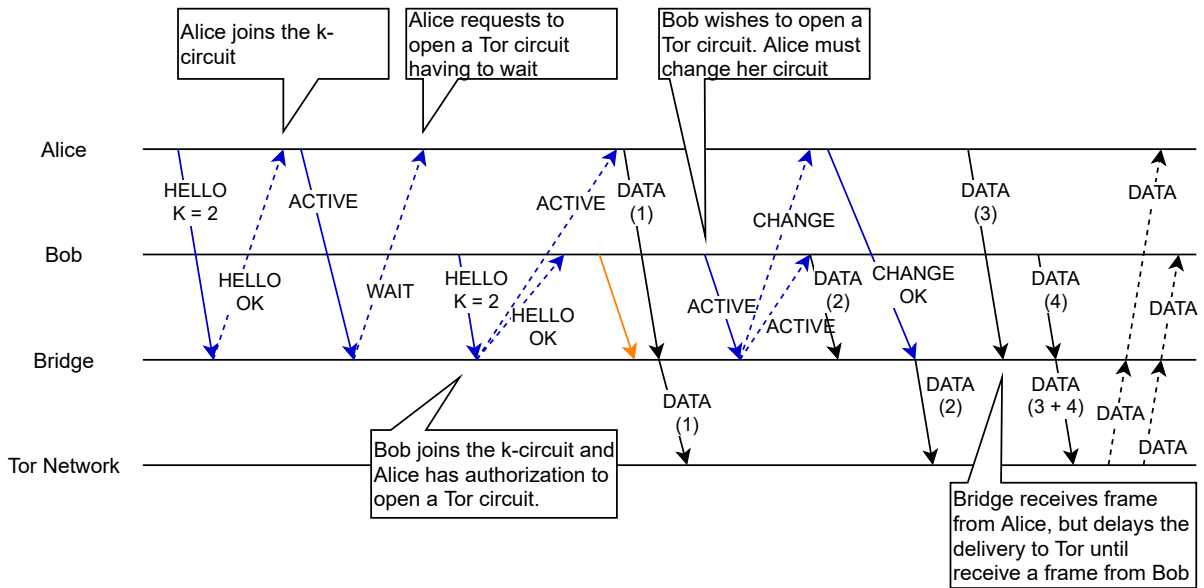 Alice joins the k-
circuit
Alice requests to
open a Tor circuit
having to wait
Bob wishes to open a
Tor circuit. Alice must
change her circuit
Alice
HELLO
K = 2
ACTIVE
ACTIVE
DATA
(1)
CHANGE
DATA
(3)
DATA
Bob
HELLO
OK
WAIT
HELLO
K = 2
HELLO
OK
ACTIVE
ACTIVE
DATA
(2)
CHANGE
OK
DATA
(4)
DATA
Bridge
DATA
(1)
DATA
(2)
DATA
(3 + 4)
DATA
DATA
Tor Network
Bob joins the k-circuit and
Alice has authorization to
open a Tor circuit.
Bridge receives frame
from Alice, but delays the
delivery to Tor until
receive a frame from Bob